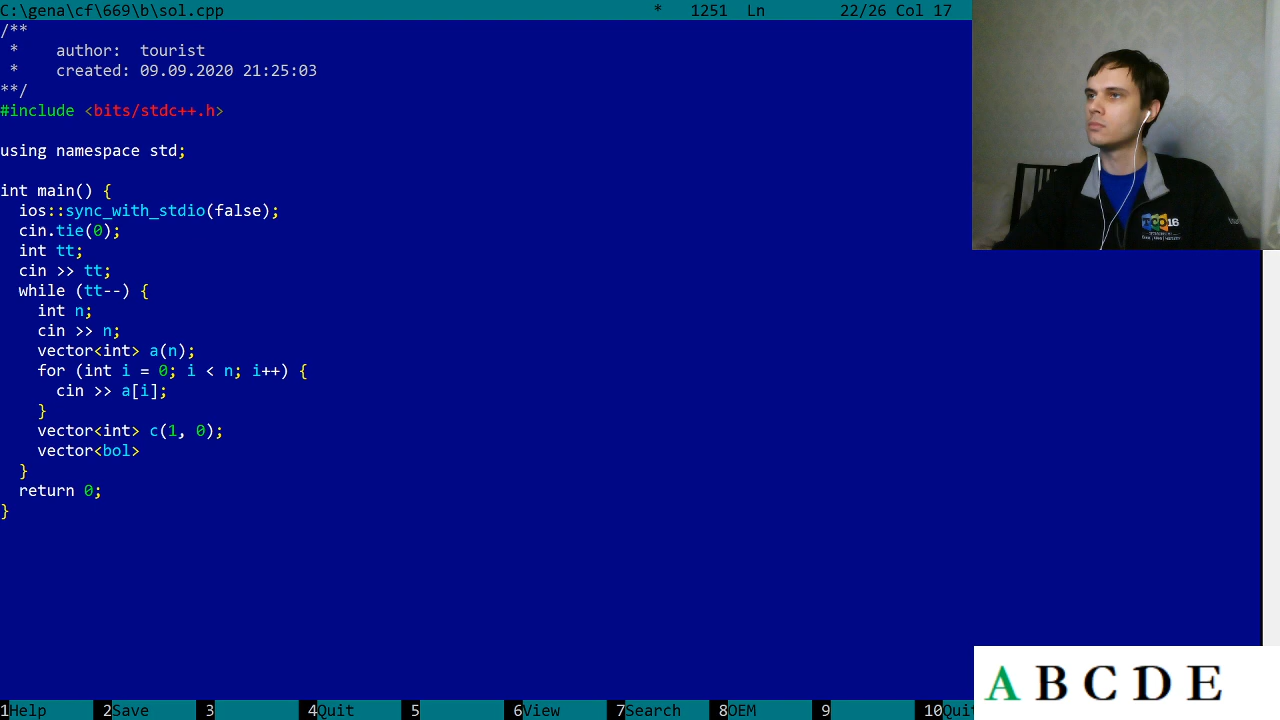 C:\gena\cf\669\b\sol.cpp * 1251 Ln 22/26 Col 17
/**
 *    author:  tourist
 *    created: 09.09.2020 21:25:03
**/
#include <bits/stdc++.h>
using namespace std;
int main() {
  ios::sync_with_stdio(false);
  cin.tie(0);
  int tt;
  cin >> tt;
  while (tt--) {
    int n;
    cin >> n;
    vector<int> a(n);
    for (int i = 0; i < n; i++) {
      cin >> a[i];
    }
    vector<int> c(1, 0);
    vector<bol>
  }
  return 0;
}
TCO16
A B C D E
1Help 2Save 3 4Quit 5 6View 7Search 8OEM 9 10Qui